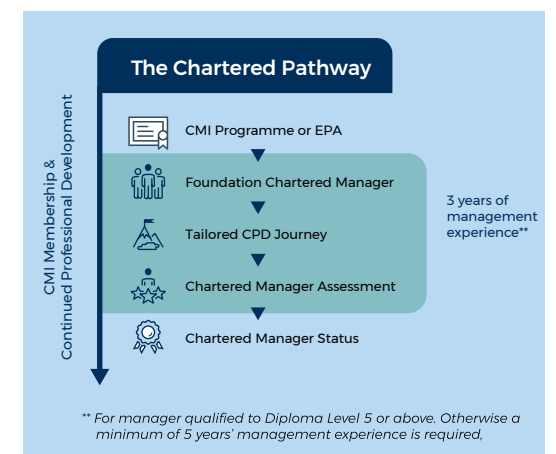 The Chartered Pathway
CMI Membership &
Continued Professional Development
CMI Programme or EPA
Foundation Chartered Manager
Tailored CPD Journey
Chartered Manager Assessment
Chartered Manager Status
3 years of
management
experience**
** For manager qualified to Diploma Level 5 or above. Otherwise a
minimum of 5 years’ management experience is required,